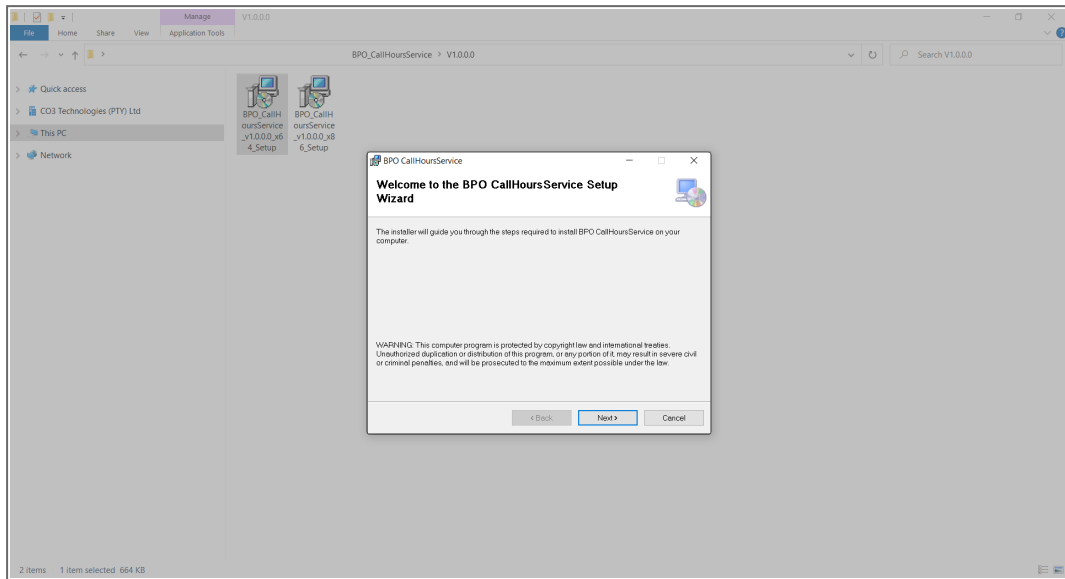 Manage
V1.0.0.0
File
Home
Share
View
Application Tools
BPO_CallHoursService > V1.0.0.0
Search V1.0.0.0
Quick access
CO3 Technologies (PTY) Ltd
This PC
Network
BPO_CallH
oursService
_v1.0.0.0_x6
4_Setup
BPO_CallH
oursService
_v1.0.0.0_x8
6_Setup
BPO CallHoursService
Welcome to the BPO CallHoursService Setup
Wizard
The installer will guide you through the steps required to install BPO CallHoursService on your
computer.
WARNING: This computer program is protected by copyright law and international treaties.
Unauthorized duplication or distribution of this program, or any portion of it, may result in severe civil
or criminal penalties, and will be prosecuted to the maximum extent possible under the law.
< Back
Next >
Cancel
2 items
1 item selected 664 KB